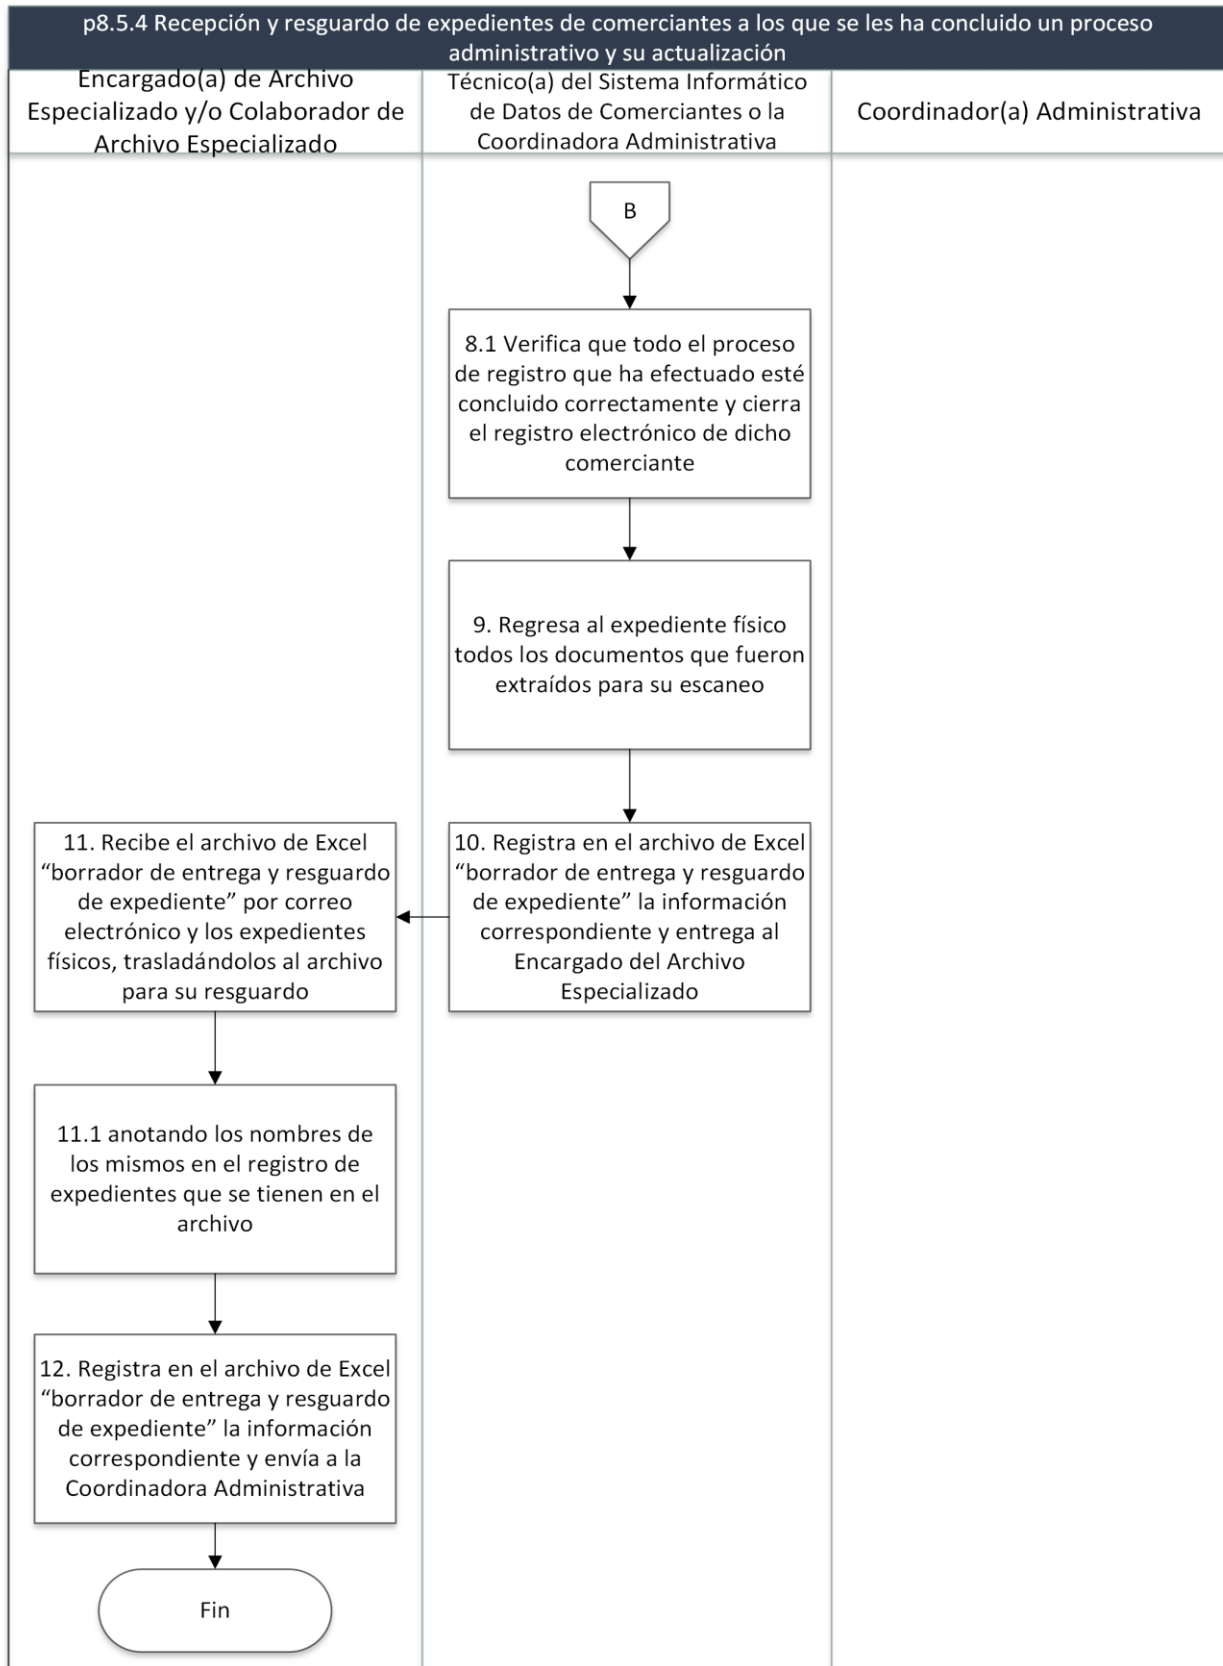 p8.5.4 Recepción y resguardo de expedientes de comerciantes a los que se les ha concluido un proceso
administrativo y su actualización
Encargado(a) de Archivo
Especializado y/o Colaborador de
Archivo Especializado
Técnico(a) del Sistema Informático
de Datos de Comerciantes o la
Coordinadora Administrativa
Coordinador(a) Administrativa
B
8.1 Verifica que todo el proceso
de registro que ha efectuado esté
concluido correctamente y cierra
el registro electrónico de dicho
comerciante
9. Regresa al expediente físico
todos los documentos que fueron
extraídos para su escaneo
10. Registra en el archivo de Excel
“borrador de entrega y resguardo
de expediente” la información
correspondiente y entrega al
Encargado del Archivo
Especializado
11. Recibe el archivo de Excel
“borrador de entrega y resguardo
de expediente” por correo
electrónico y los expedientes
físicos, trasladándolos al archivo
para su resguardo
11.1 anotando los nombres de
los mismos en el registro de
expedientes que se tienen en el
archivo
12. Registra en el archivo de Excel
“borrador de entrega y resguardo
de expediente” la información
correspondiente y envía a la
Coordinadora Administrativa
Fin